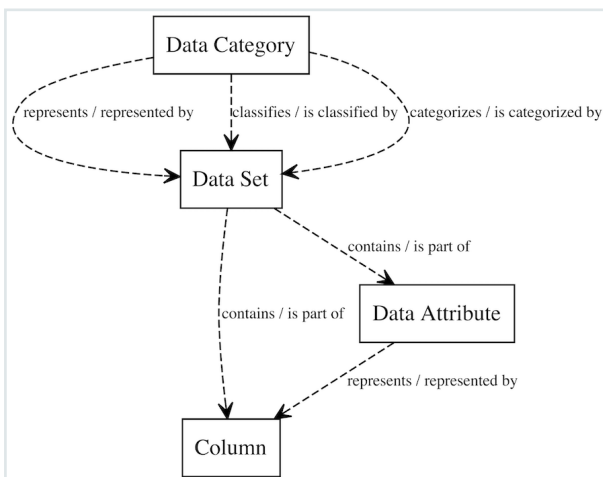 Data Category
represents / represented by
classifies / is classified by
categorizes / is categorized by
Data Set
contains / is part of
contains / is part of
Data Attribute
represents / represented by
Column